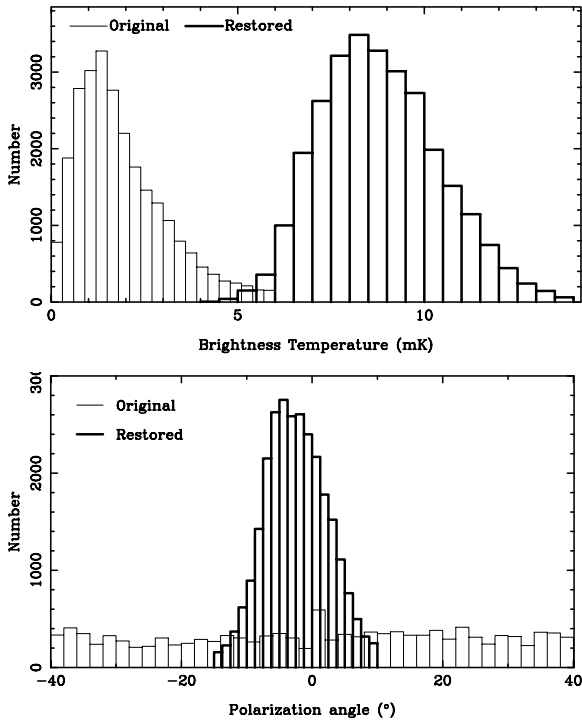 Original Restored
3000
2000
1000
0
Number
0 5 10
Brightness Temperature (mK)
300
Original
Restored
2000
1000
0
Number
−40 −20 0 20 40
Polarization angle (°)